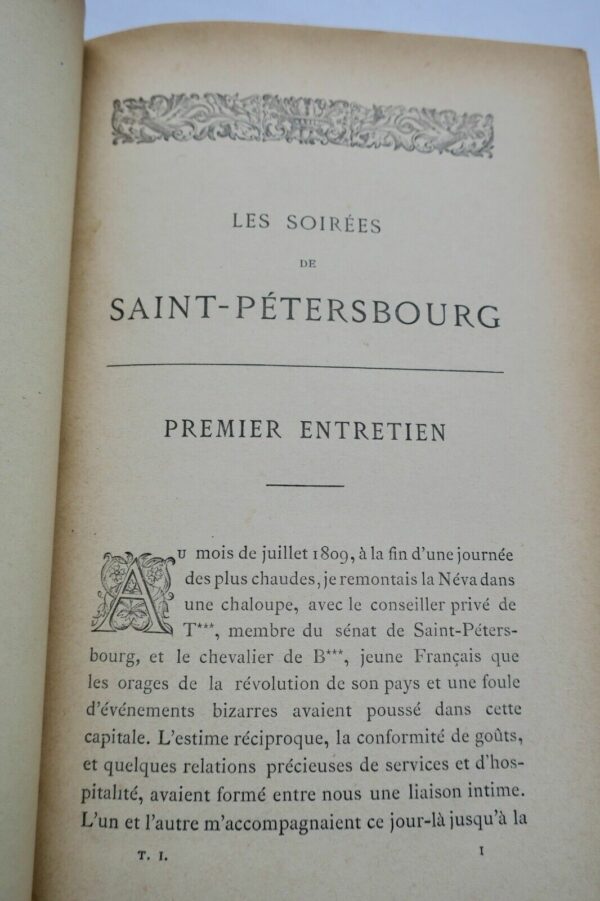 LES SOIRÉES
DE
SAINT-PÉTERSBOURG
PREMIER ENTRETIEN
AU mois de juillet 1809, à la fin d'une journée
des plus chaudes, je remontais la Néva dans
une chaloupe, avec le conseiller privé de
T***, membre du sénat de Saint-Péters-
bourg, et le chevalier de B***, jeune Français que
les orages de la révolution de son pays et une foule
d'événements bizarres avaient poussé dans cette
capitale. L'estime réciproque, la conformité de goûts,
et quelques relations précieuses de services et d'hos-
pitalité, avaient formé entre nous une liaison intime.
L'un et l'autre m'accompagnaient ce jour-là jusqu'à la
T. I. 1